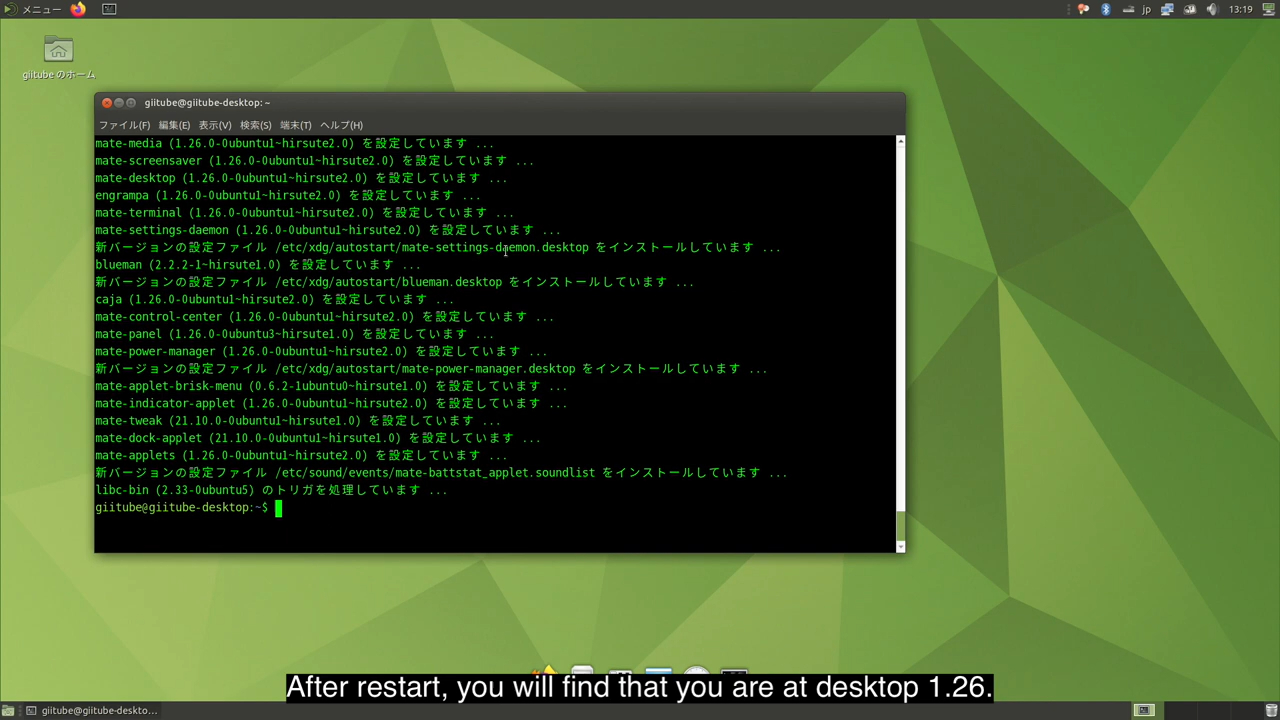 メニュー
jp
13:19
giitube のホーム
giitube@giitube-desktop: ~
ファイル(F) 編集(E) 表示(V) 検索(S) 端末(T) ヘルプ(H)
mate-media (1.26.0-0ubuntu1~hirsute2.0) を設定しています ...
mate-screensaver (1.26.0-0ubuntu1~hirsute2.0) を設定しています ...
mate-desktop (1.26.0-0ubuntu1~hirsute2.0) を設定しています ...
engrampa (1.26.0-0ubuntu1~hirsute2.0) を設定しています ...
mate-terminal (1.26.0-0ubuntu1~hirsute2.0) を設定しています ...
mate-settings-daemon (1.26.0-0ubuntu1~hirsute2.0) を設定しています ...
新バージョンの設定ファイル /etc/xdg/autostart/mate-settings-daemon.desktop をインストールしています ...
blueman (2.2.2-1~hirsute1.0) を設定しています ...
新バージョンの設定ファイル /etc/xdg/autostart/blueman.desktop をインストールしています ...
caja (1.26.0-0ubuntu1~hirsute2.0) を設定しています ...
mate-control-center (1.26.0-0ubuntu1~hirsute2.0) を設定しています ...
mate-panel (1.26.0-0ubuntu3~hirsute1.0) を設定しています ...
mate-power-manager (1.26.0-0ubuntu1~hirsute2.0) を設定しています ...
新バージョンの設定ファイル /etc/xdg/autostart/mate-power-manager.desktop をインストールしています ...
mate-applet-brisk-menu (0.6.2-1ubuntu0~hirsute1.0) を設定しています ...
mate-indicator-applet (1.26.0-0ubuntu1~hirsute2.0) を設定しています ...
mate-tweak (21.10.0-0ubuntu1~hirsute1.0) を設定しています ...
mate-dock-applet (21.10.0-0ubuntu1~hirsute1.0) を設定しています ...
mate-applets (1.26.0-0ubuntu1~hirsute2.0) を設定しています ...
新バージョンの設定ファイル /etc/sound/events/mate-battstat_applet.soundlist をインストールしています ...
libc-bin (2.33-0ubuntu5) のトリガを処理しています ...
giitube@giitube-desktop:~$
After restart, you will find that you are at desktop 1.26.
giitube@giitube-deskto...